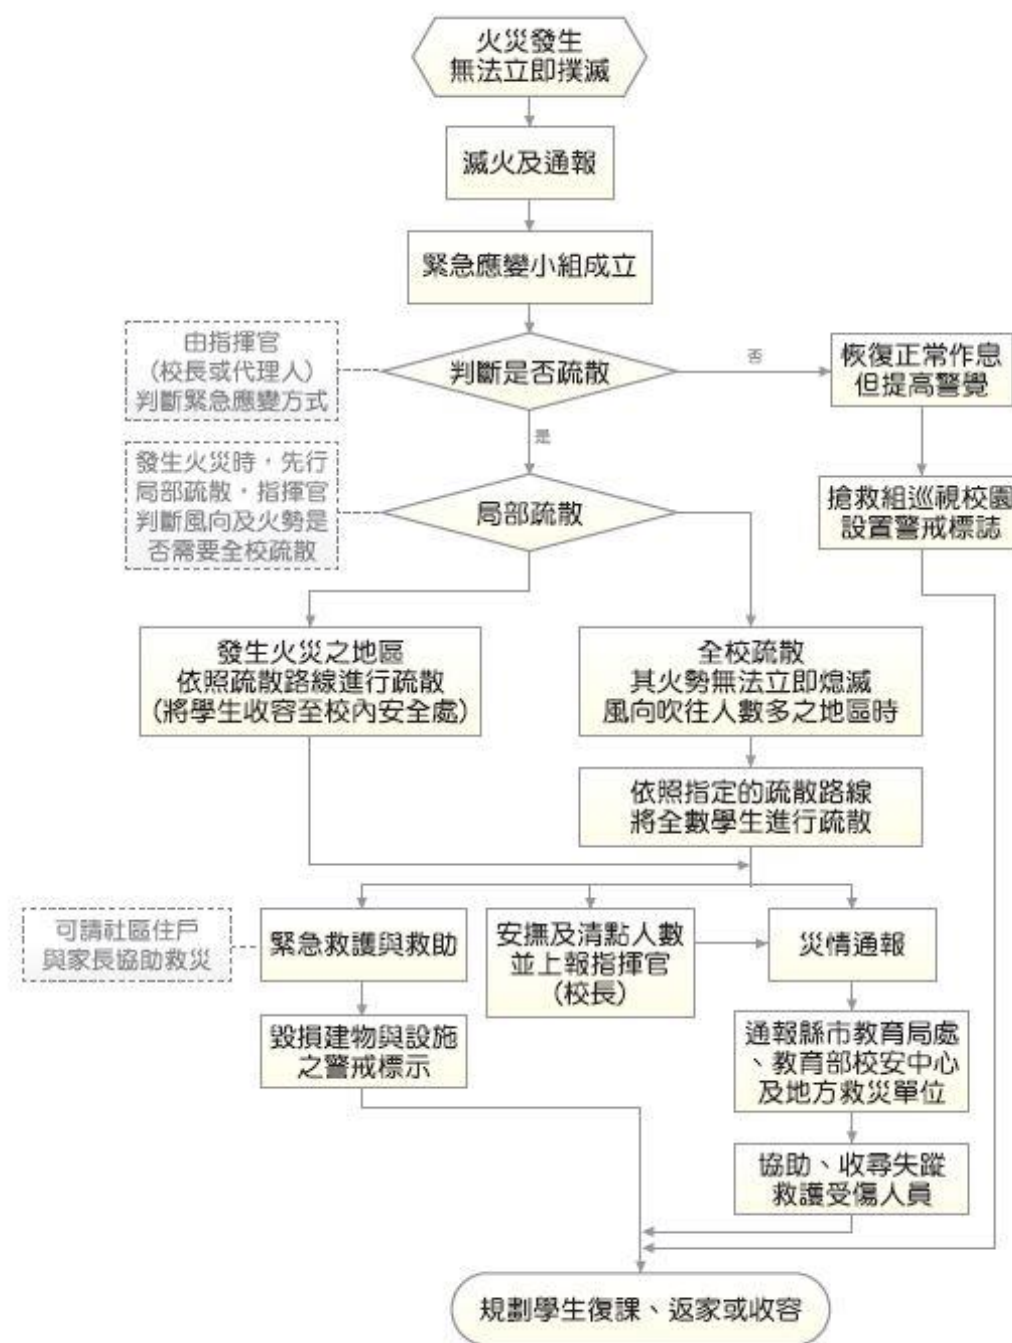 火災發生
無法立即撲滅
滅火及通報
緊急應變小組成立
由指揮官
(校長或代理人)
判斷緊急應變方式
判斷是否疏散
否
恢復正常作息
但提高警覺
是
發生火災時，先行
局部疏散，指揮官
判斷風向及火勢是
否需要全校疏散
局部疏散
搶救組巡視校園
設置警戒標誌
發生火災之地區
依照疏散路線進行疏散
(將學生收容至校內安全處)
全校疏散
其火勢無法立即熄滅
風向吹往人數多之地區時
依照指定的疏散路線
將全數學生進行疏散
可請社區住戶
與家長協助救災
緊急救護與救助
安撫及清點人數
並上報指揮官
(校長)
災情通報
毀損建物與設施
之警戒標示
通報縣市教育局處
、教育部校安中心
及地方救災單位
協助、收尋失蹤
救護受傷人員
規劃學生復課、返家或收容